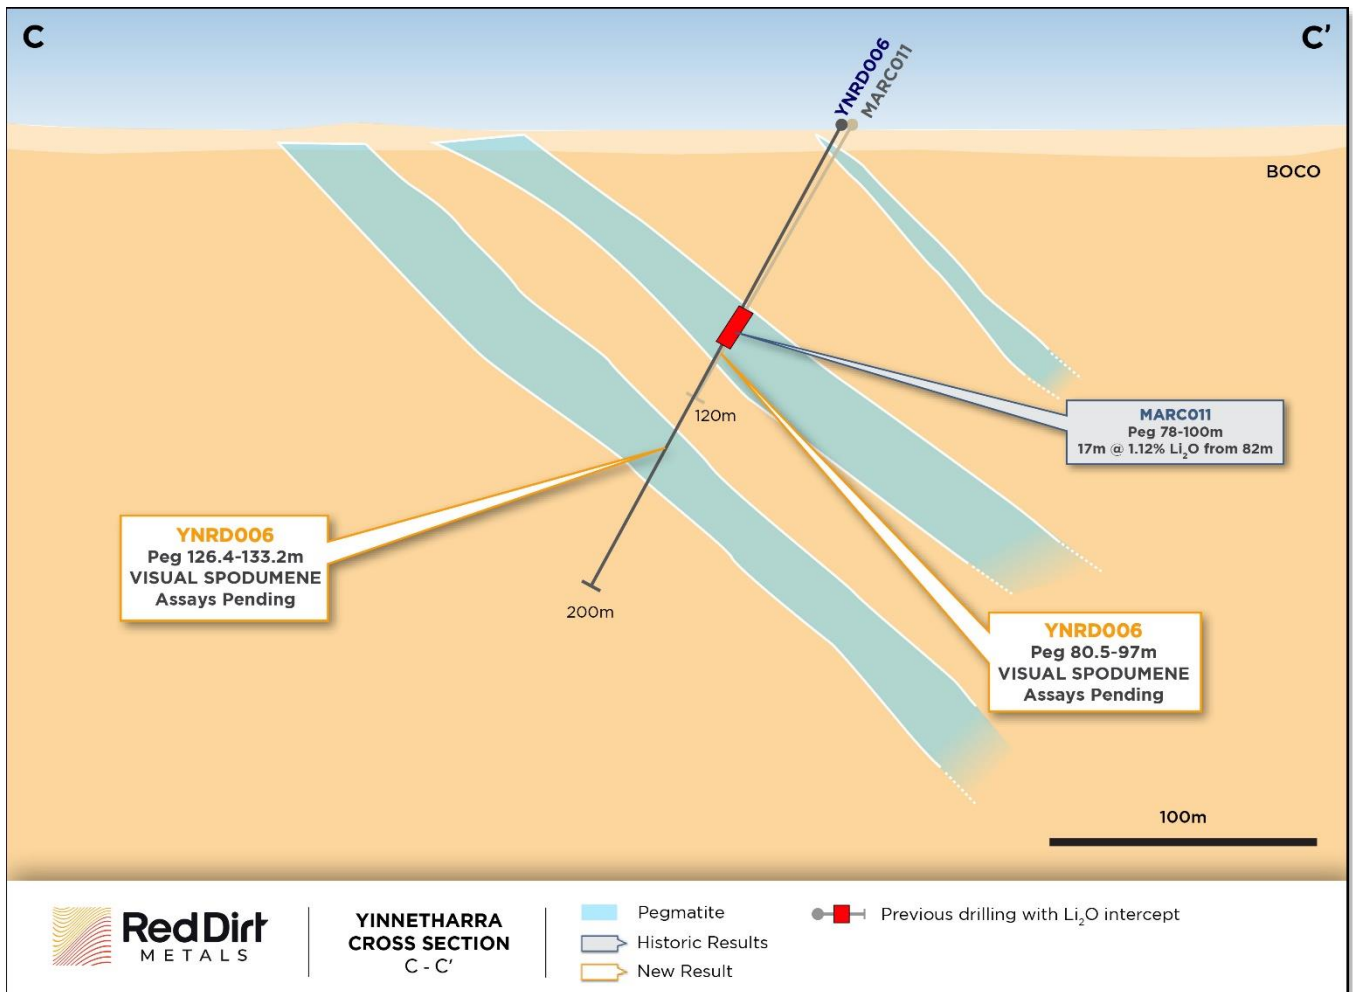 C
C'
YNRD006
MARC011
BOCO
120m
MARC011
Peg 78-100m
17m @ 1.12% Li₂O from 82m
YNRD006
Peg 126.4-133.2m
VISUAL SPODUMENE
Assays Pending
200m
YNRD006
Peg 80.5-97m
VISUAL SPODUMENE
Assays Pending
100m
RedDirt
METALS
YINNETHARRA
CROSS SECTION
C - C'
Pegmatite
Historic Results
New Result
Previous drilling with Li₂O intercept